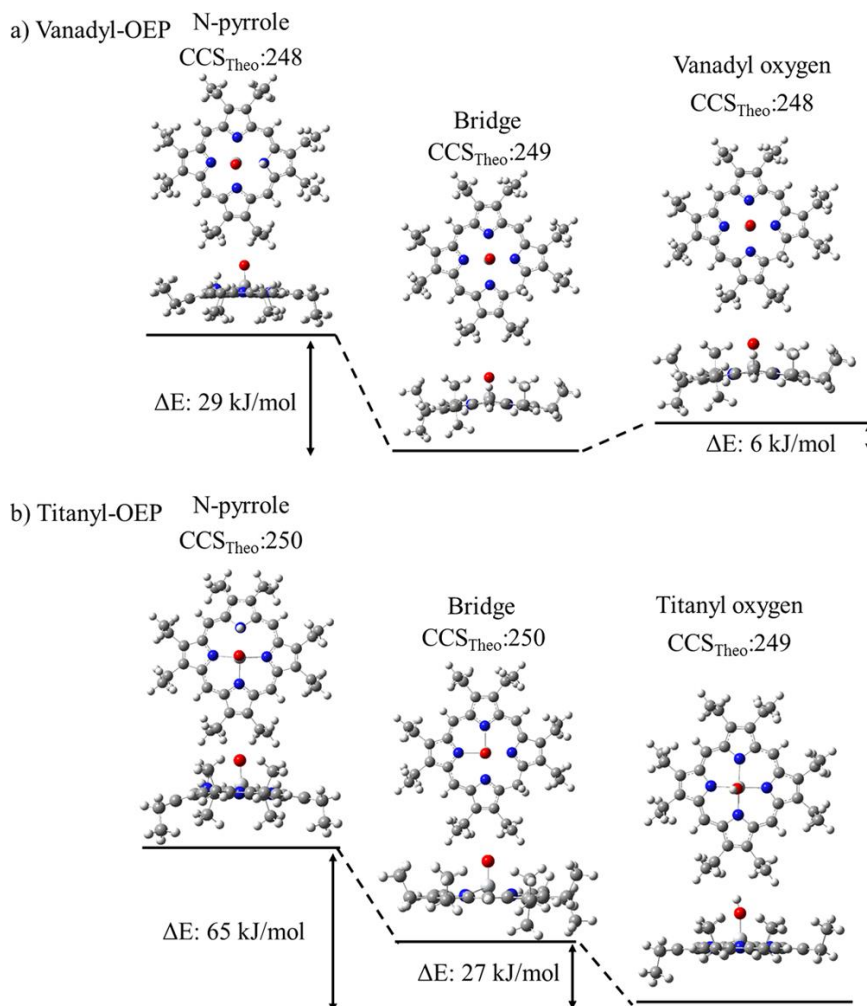 a) Vanadyl-OEP
N-pyrrole
CCS_Theo:248
Bridge
CCS_Theo:249
Vanadyl oxygen
CCS_Theo:248
ΔE: 29 kJ/mol
ΔE: 6 kJ/mol
b) Titanyl-OEP
N-pyrrole
CCS_Theo:250
Bridge
CCS_Theo:250
Titanyl oxygen
CCS_Theo:249
ΔE: 65 kJ/mol
ΔE: 27 kJ/mol